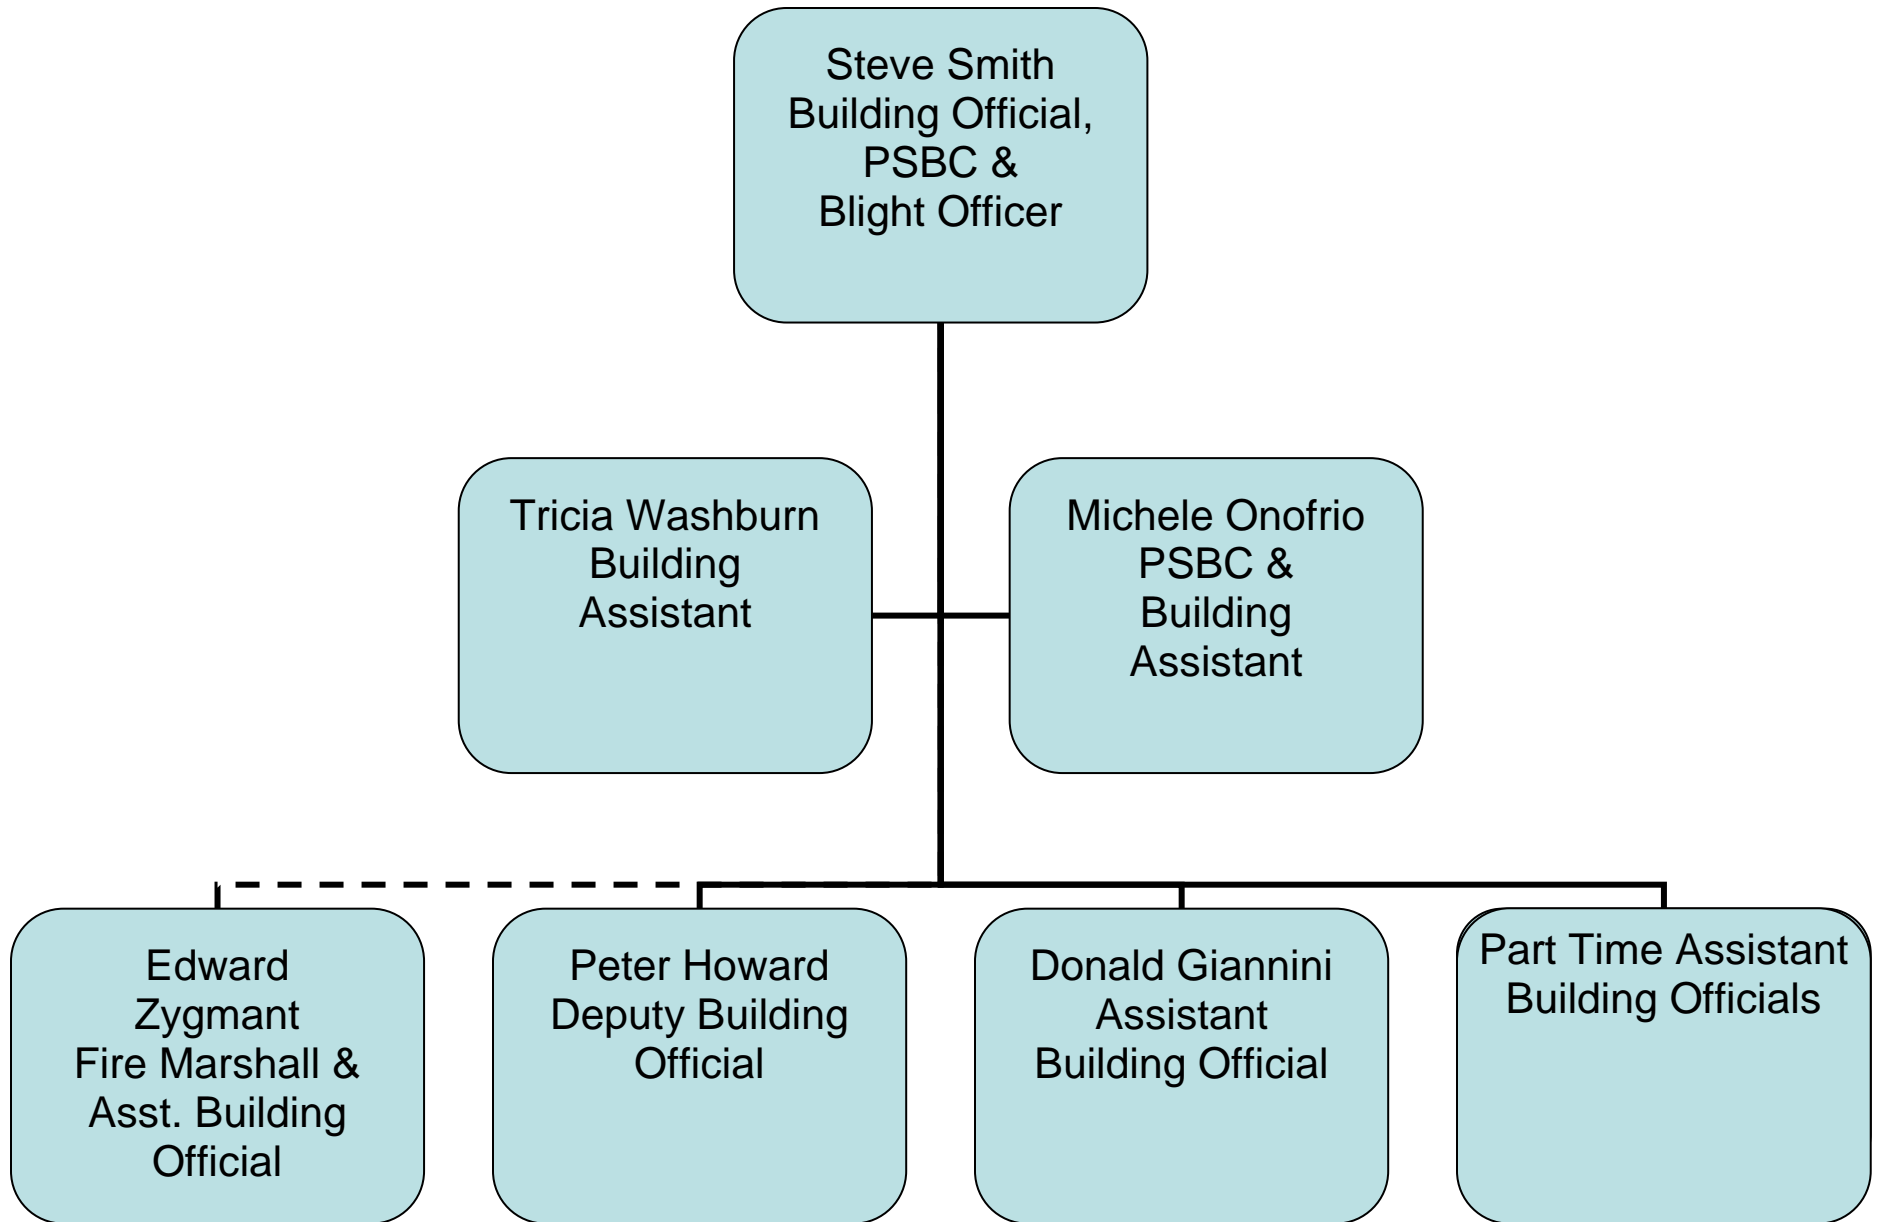 Steve Smith
Building Official,
PSBC &
Blight Officer
Tricia Washburn
Building
Assistant
Michele Onofrio
PSBC &
Building
Assistant
Edward
Zygmant
Fire Marshall &
Asst. Building
Official
Peter Howard
Deputy Building
Official
Donald Giannini
Assistant
Building Official
Part Time Assistant
Building Officials